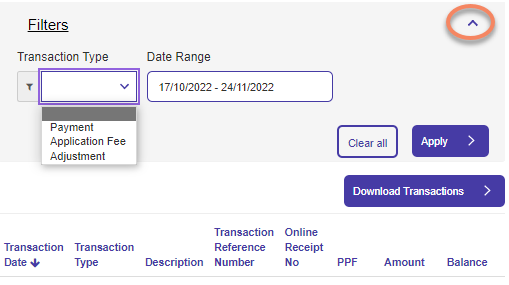 Filters
Transaction Type Date Range
17/10/2022 - 24/11/2022
Payment
Application Fee
Adjustment
Clear all Apply
Download Transactions
Transaction Date Transaction Type Description Transaction Reference Number Online Receipt No PPF Amount Balance